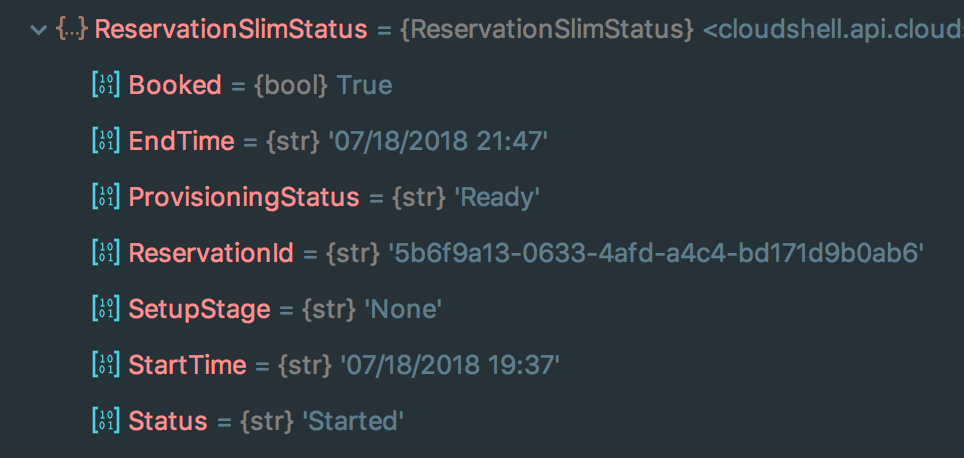 {...} ReservationSlimStatus = {ReservationSlimStatus} <cloudshell.api.clouds
Booked = {bool} True
EndTime = {str} '07/18/2018 21:47'
ProvisioningStatus = {str} 'Ready'
ReservationId = {str} '5b6f9a13-0633-4afd-a4c4-bd171d9b0ab6'
SetupStage = {str} 'None'
StartTime = {str} '07/18/2018 19:37'
Status = {str} 'Started'